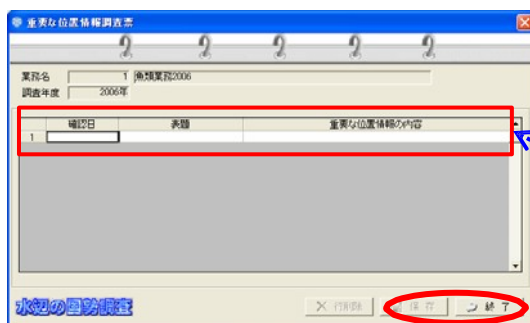 重要な位置情報調査票
業務名 1 魚類業務2006
調査年度 2006年
確認日 表題 重要な位置情報の内容
1
水辺の国勢調査 行削除 保存 終了